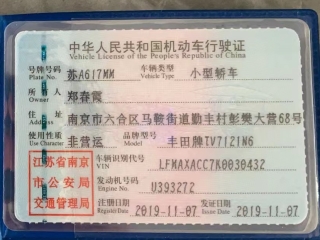 中华人民共和国机动车行驶证
Vehicle License of the People's Republic of China
号牌号码 苏A617MM 车辆类型 小型轿车
Plate No. Vehicle Type
所有人 郑春霞
Owner
住址 南京市六合区马鞍街道勤丰村彭樊大营68号
Address
使用性质 非营运 品牌型号 丰田牌TV7121N6
Use Character Model
江苏省南京市公安局交通管理局
车辆识别代号 LFMAXACC7K0030432
VIN
发动机号码 U393272
Engine No.
注册日期 2019-11-07 发证日期 2019-11-07
Register Date Issue Date